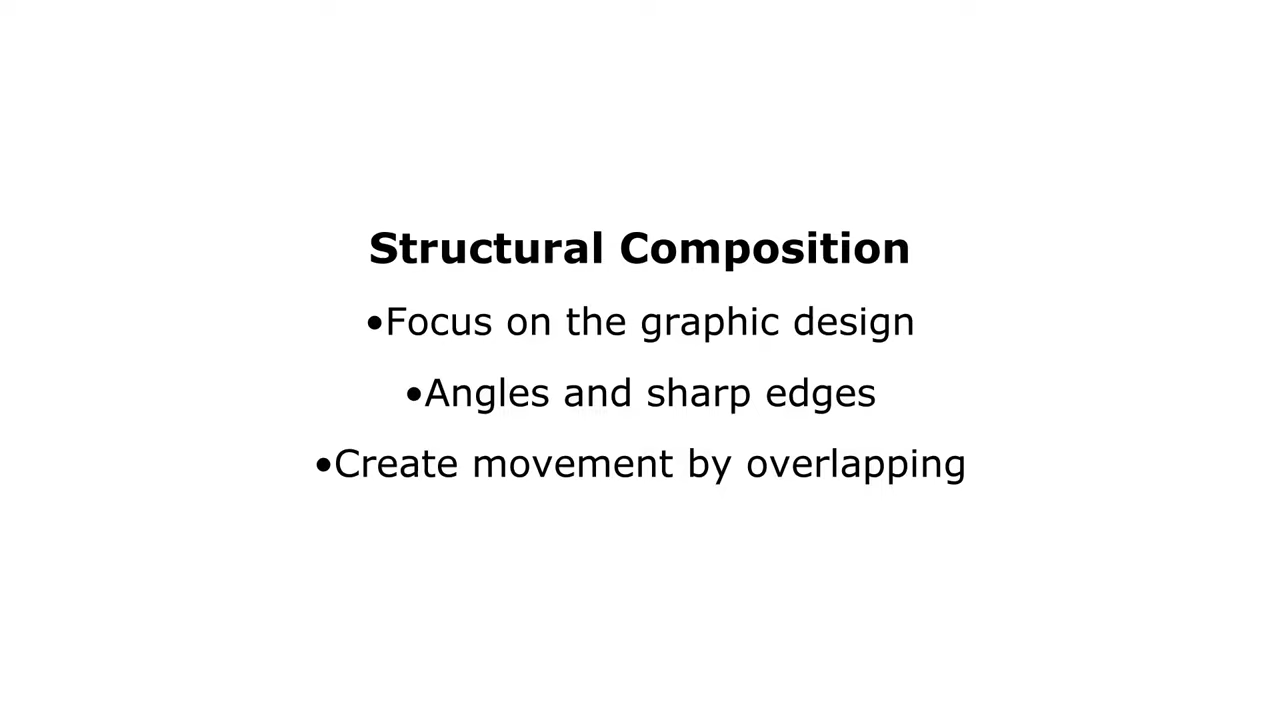 Structural Composition
•Focus on the graphic design
•Angles and sharp edges
•Create movement by overlapping